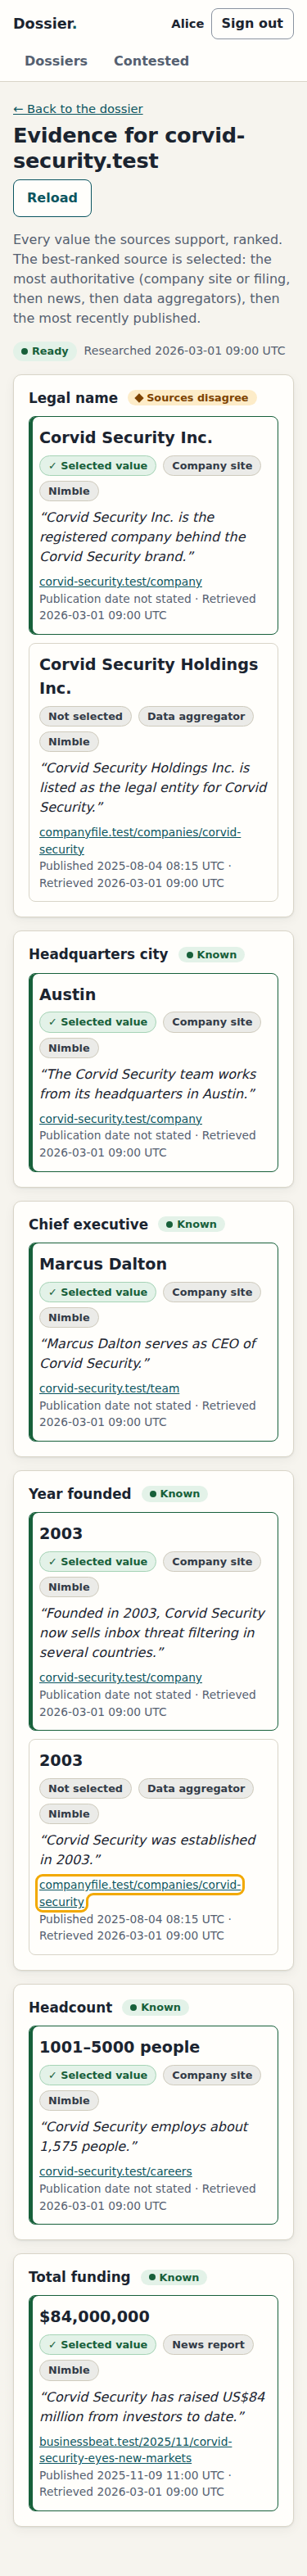 Dossier.
Alice
Sign out
Dossiers
Contested
← Back to the dossier
Evidence for corvid-
security.test
Reload
Every value the sources support, ranked.
The best-ranked source is selected: the
most authoritative (company site or filing,
then news, then data aggregators), then
the most recently published.
Ready
Researched 2026-03-01 09:00 UTC
Legal name
Sources disagree
Corvid Security Inc.
✓ Selected value
Company site
Nimble
“Corvid Security Inc. is the
registered company behind the
Corvid Security brand.”
corvid-security.test/company
Publication date not stated · Retrieved
2026-03-01 09:00 UTC
Corvid Security Holdings
Inc.
Not selected
Data aggregator
Nimble
“Corvid Security Holdings Inc. is
listed as the legal entity for Corvid
Security.”
companyfile.test/companies/corvid-
security
Published 2025-08-04 08:15 UTC ·
Retrieved 2026-03-01 09:00 UTC
Headquarters city
Known
Austin
✓ Selected value
Company site
Nimble
“The Corvid Security team works
from its headquarters in Austin.”
corvid-security.test/company
Publication date not stated · Retrieved
2026-03-01 09:00 UTC
Chief executive
Known
Marcus Dalton
✓ Selected value
Company site
Nimble
“Marcus Dalton serves as CEO of
Corvid Security.”
corvid-security.test/team
Publication date not stated · Retrieved
2026-03-01 09:00 UTC
Year founded
Known
2003
✓ Selected value
Company site
Nimble
“Founded in 2003, Corvid Security
now sells inbox threat filtering in
several countries.”
corvid-security.test/company
Publication date not stated · Retrieved
2026-03-01 09:00 UTC
2003
Not selected
Data aggregator
Nimble
“Corvid Security was established
in 2003.”
companyfile.test/companies/corvid-
security
Published 2025-08-04 08:15 UTC ·
Retrieved 2026-03-01 09:00 UTC
Headcount
Known
1001–5000 people
✓ Selected value
Company site
Nimble
“Corvid Security employs about
1,575 people.”
corvid-security.test/careers
Publication date not stated · Retrieved
2026-03-01 09:00 UTC
Total funding
Known
$84,000,000
✓ Selected value
News report
Nimble
“Corvid Security has raised US$84
million from investors to date.”
businessbeat.test/2025/11/corvid-
security-eyes-new-markets
Published 2025-11-09 11:00 UTC ·
Retrieved 2026-03-01 09:00 UTC